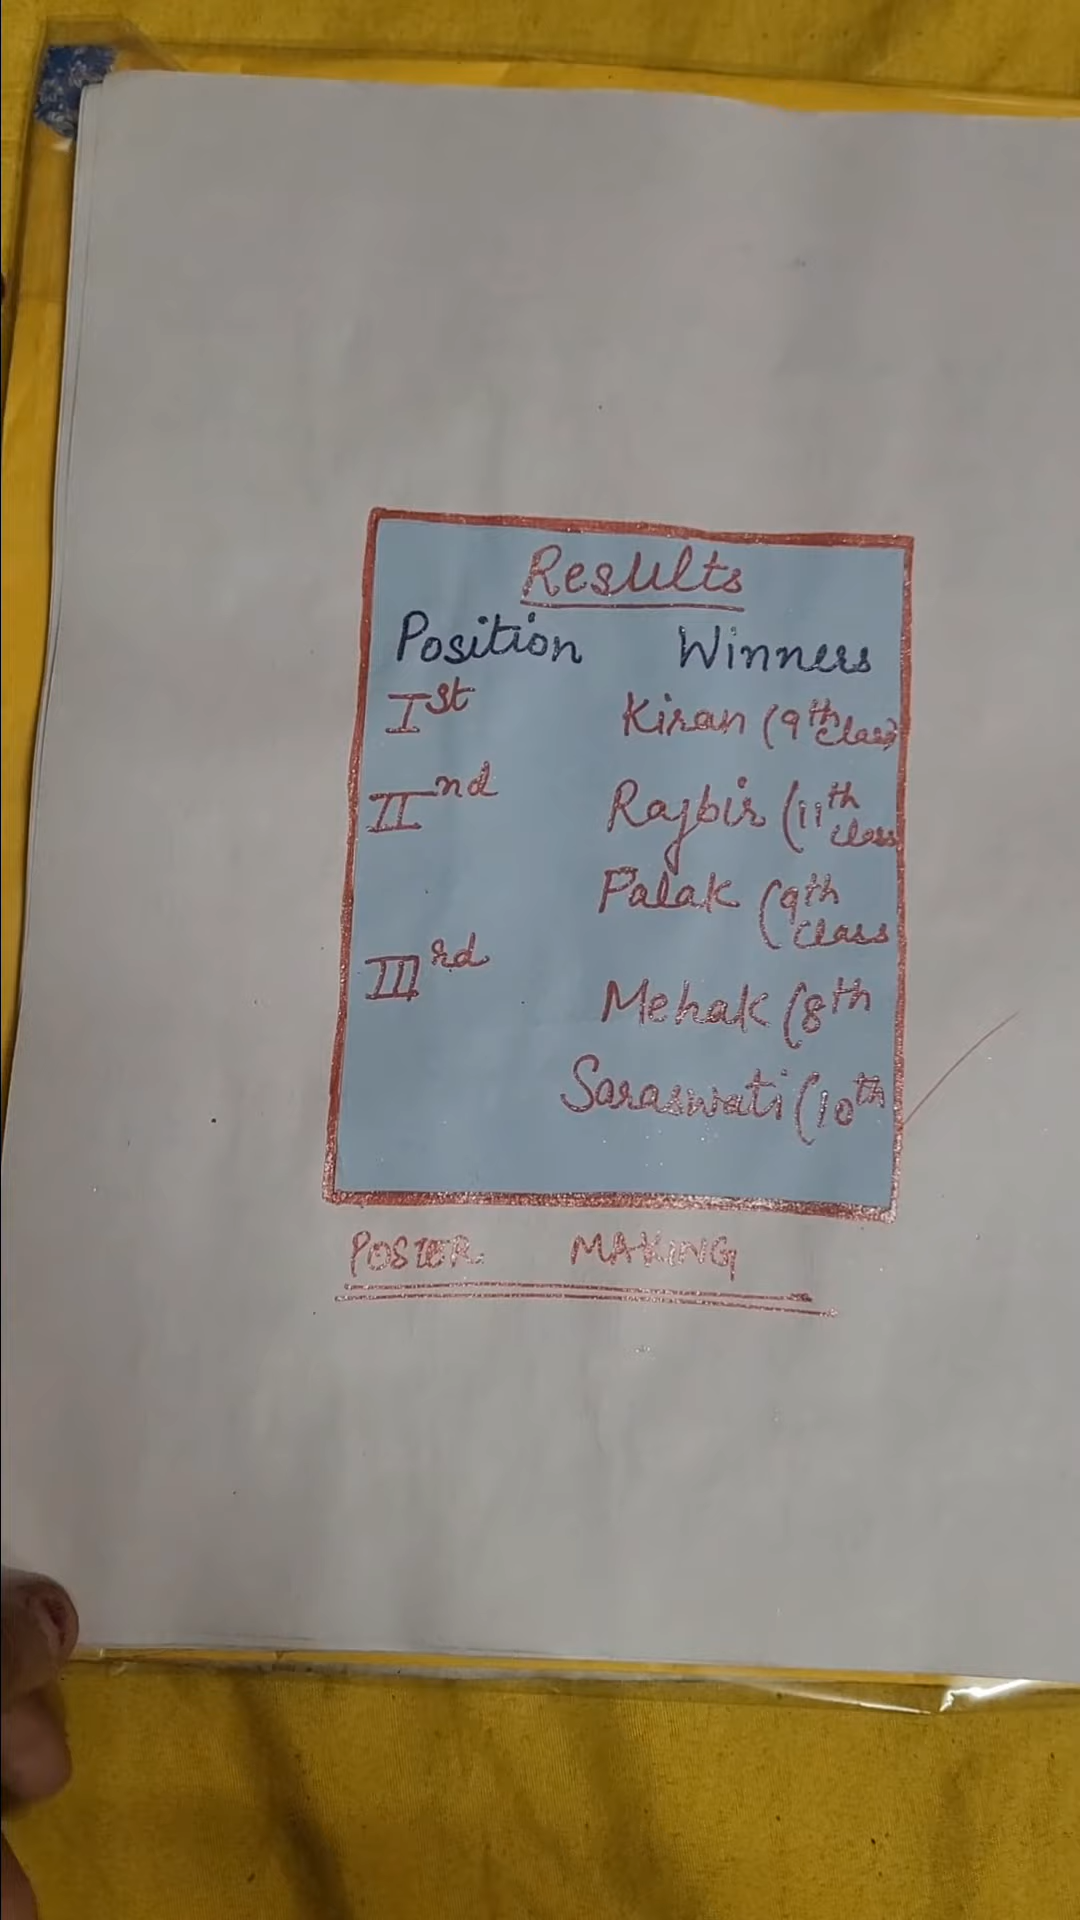 Results
Position Winners
Ist Kiran (9th Class)
IInd Rajbir (11th Class
Palak (9th Class
IIIrd
Mehak (8th
Saraswati (10th
POSTER MAKING